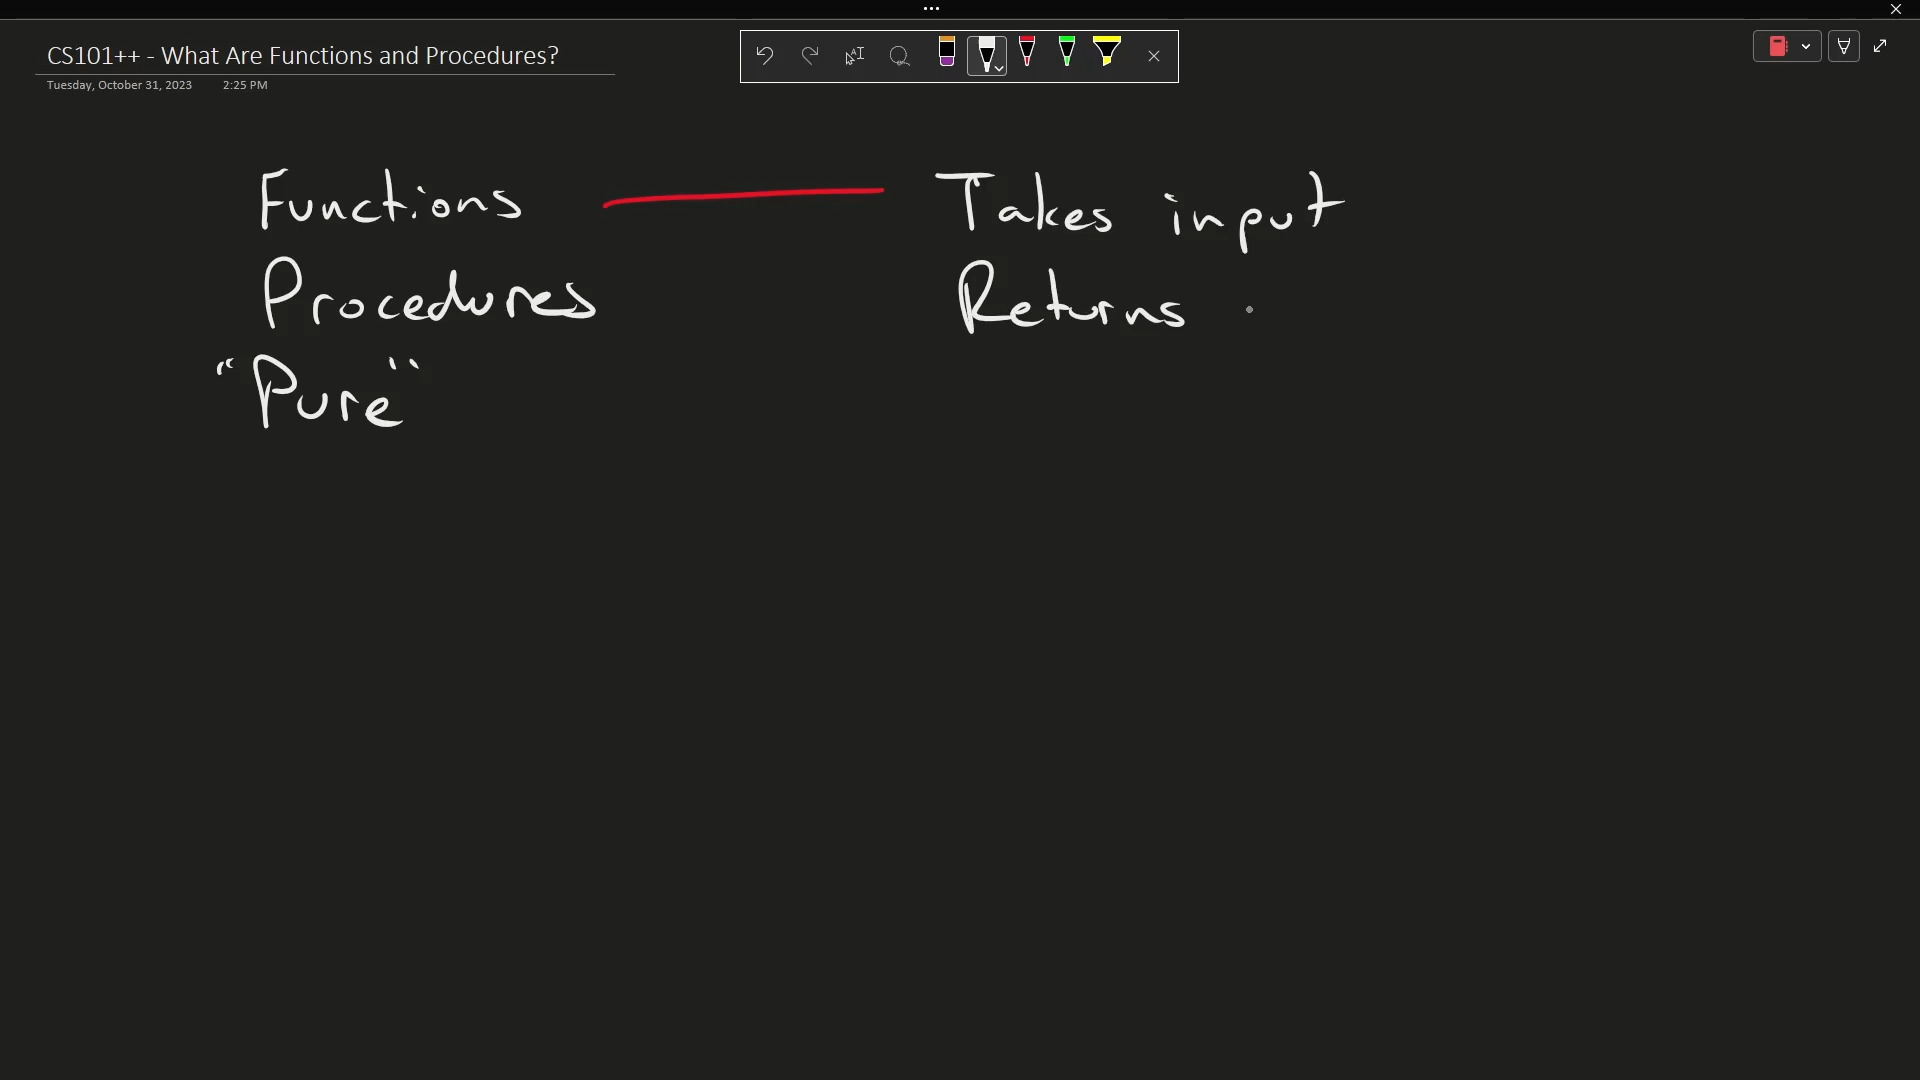 CS101++ - What Are Functions and Procedures?
Tuesday, October 31, 2023 2:25 PM
Functions Takes input
Procedures Returns
"Pure"